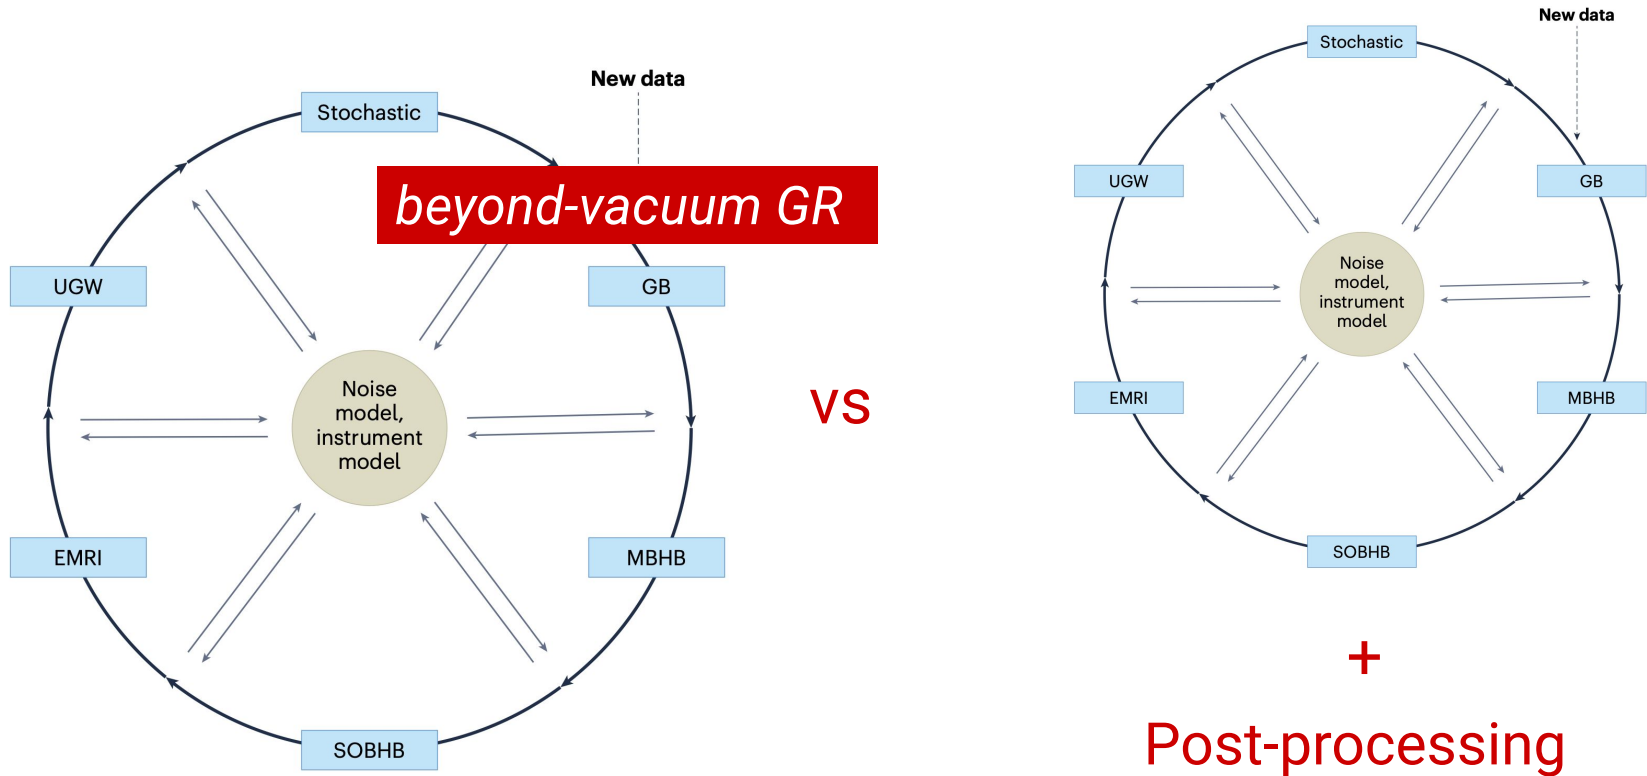 New data
Stochastic
beyond-vacuum GR
UGW
GB
Noise
model,
instrument
model
EMRI
MBHB
SOBHB
vs
New data
Stochastic
UGW
GB
Noise
model,
instrument
model
EMRI
MBHB
SOBHB
+
Post-processing